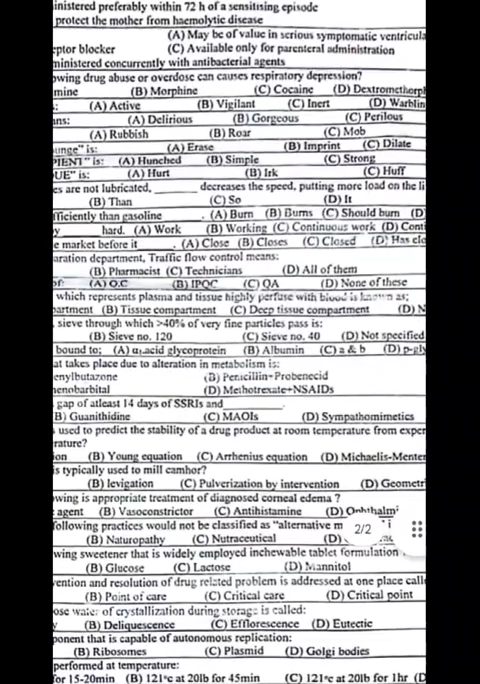 inistered preferably within 72 h of a sensitising episode
protect the mother from haemolytic disease
(A) May be of value in serious symptomatic ventricula
eptor blocker (C) Available only for parenteral administration
ministered concurrently with antibacterial agents
owing drug abuse or overdose can causes respiratory depression?
mine (B) Morphine (C) Cocaine (D) Dextromethorp
: (A) Active (B) Vigilant (C) Inert (D) Warblin
ans: (A) Delirious (B) Gorgeous (C) Perilous
(A) Rubbish (B) Roar (C) Mob
unge" is: (A) Erase (B) Imprint (C) Dilate
PIENT" is: (A) Hunched (B) Simple (C) Strong
UE" is: (A) Hurt (B) Irk (C) Huff
es are not lubricated, ______ decreases the speed, putting more load on the li
(B) Than (C) So (D) It
fficiently than gasoline ____. (A) Burn (B) Burns (C) Should burn (D
y ____ hard. (A) Work (B) Working (C) Continuous work (D) Conti
e market before it ____. (A) Close (B) Closes (C) Closed (D) Has clo
aration department, Traffic flow control means:
(B) Pharmacist (C) Technicians (D) All of them
of: (A) Q.C (B) IPQC (C) QA (D) None of these
which represents plasma and tissue highly perfuse with blood is known as;
partment (B) Tissue compartment (C) Deep tissue compartment (D) N
sieve through which >40% of very fine particles pass is:
(B) Sieve no. 120 (C) Sieve no. 40 (D) Not specified
bound to; (A) acid glycoprotein (B) Albumin (C) a & b (D) p-gly
at takes place due to alteration in metabolism is:
enylbutazone (B) Penicillin+Probenecid
henobarbital (D) Methotrexate+NSAIDs
gap of atleast 14 days of SSRIs and ________.
B) Guanithidine (C) MAOIs (D) Sympathomimetics
used to predict the stability of a drug product at room temperature from exper
rature?
ion (B) Young equation (C) Arrhenius equation (D) Michaelis-Menten
is typically used to mill camhor?
(B) levigation (C) Pulverization by intervention (D) Geometr
wing is appropriate treatment of diagnosed corneal edema ?
agent (B) Vasoconstrictor (C) Antihistamine (D) Ophthalmi
following practices would not be classified as "alternative m
2/2
(B) Naturopathy (C) Nutraceutical (D)
wing sweetener that is widely employed inchewable tablet formulation
(B) Glucose (C) Lactose (D) Mannitol
vention and resolution of drug related problem is addressed at one place call
(B) Point of care (C) Critical care (D) Critical point
ose water of crystallization during storage is called:
y (B) Deliquescence (C) Efflorescence (D) Eutectic
ponent that is capable of autonomous replication:
(B) Ribosomes (C) Plasmid (D) Golgi bodies
performed at temperature:
for 15-20min (B) 121°c at 20lb for 45min (C) 121°c at 20lb for 1hr (D